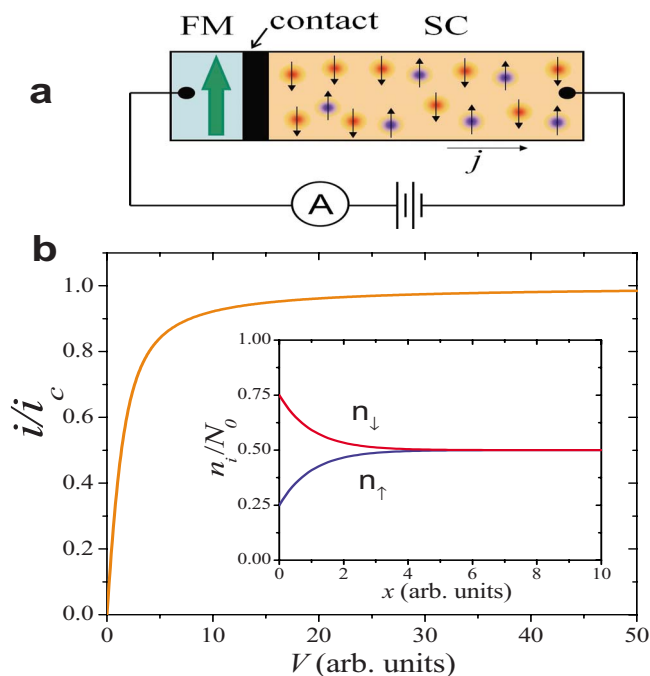 FM contact SC
a
j
A
b
1.0
0.8
0.6
0.4
0.2
0.0
i/i_c
0 10 20 30 40 50
V (arb. units)
1.00
0.75
0.50
0.25
0.00
n_i/N_0
n↓
n↑
0 2 4 6 8 10
x (arb. units)